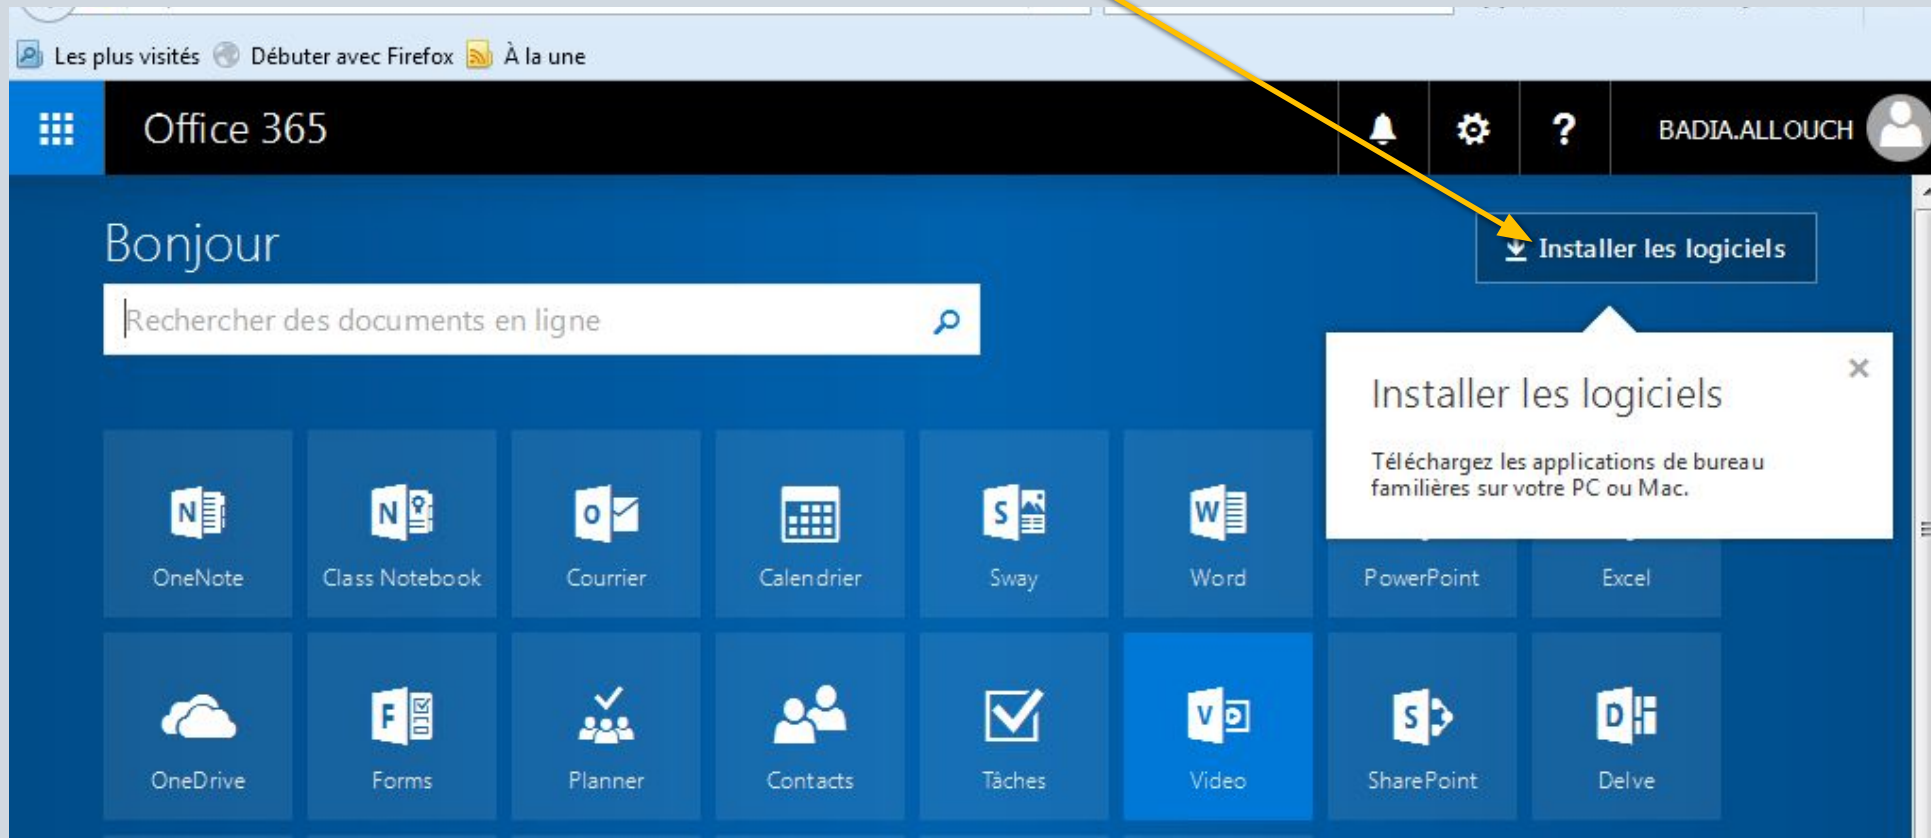 Les plus visités Débuter avec Firefox À la une
Office 365
? BADIA.ALLOUCH
Bonjour
Installer les logiciels
Rechercher des documents en ligne
Installer les logiciels
Téléchargez les applications de bureau
familières sur votre PC ou Mac.
OneNote Class Notebook Courrier Calendrier Sway Word PowerPoint Excel
OneDrive Forms Planner Contacts Tâches Video SharePoint Delve